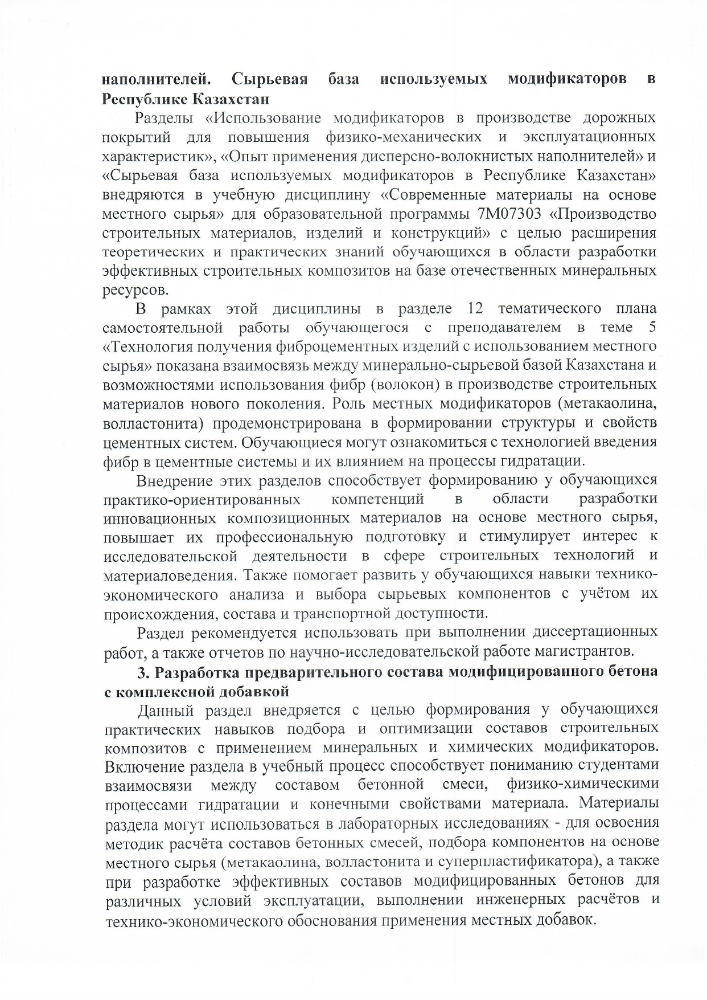 наполнителей. Сырьевая база используемых модификаторов в
Республике Казахстан
Разделы «Использование модификаторов в производстве дорожных
покрытий для повышения физико-механических и эксплуатационных
характеристик», «Опыт применения дисперсно-волокнистых наполнителей» и
«Сырьевая база используемых модификаторов в Республике Казахстан»
внедряются в учебную дисциплину «Современные материалы на основе
местного сырья» для образовательной программы 7М07303 «Производство
строительных материалов, изделий и конструкций» с целью расширения
теоретических и практических знаний обучающихся в области разработки
эффективных строительных композитов на базе отечественных минеральных
ресурсов.
В рамках этой дисциплины в разделе 12 тематического плана
самостоятельной работы обучающегося с преподавателем в теме 5
«Технология получения фиброцементных изделий с использованием местного
сырья» показана взаимосвязь между минерально-сырьевой базой Казахстана и
возможностями использования фибр (волокон) в производстве строительных
материалов нового поколения. Роль местных модификаторов (метакаолина,
волластонита) продемонстрирована в формировании структуры и свойств
цементных систем. Обучающиеся могут ознакомиться с технологией введения
фибр в цементные системы и их влиянием на процессы гидратации.
Внедрение этих разделов способствует формированию у обучающихся
практико-ориентированных компетенций в области разработки
инновационных композиционных материалов на основе местного сырья,
повышает их профессиональную подготовку и стимулирует интерес к
исследовательской деятельности в сфере строительных технологий и
материаловедения. Также помогает развить у обучающихся навыки технико-
экономического анализа и выбора сырьевых компонентов с учётом их
происхождения, состава и транспортной доступности.
Раздел рекомендуется использовать при выполнении диссертационных
работ, а также отчетов по научно-исследовательской работе магистрантов.
3. Разработка предварительного состава модифицированного бетона
с комплексной добавкой
Данный раздел внедряется с целью формирования у обучающихся
практических навыков подбора и оптимизации составов строительных
композитов с применением минеральных и химических модификаторов.
Включение раздела в учебный процесс способствует пониманию студентами
взаимосвязи между составом бетонной смеси, физико-химическими
процессами гидратации и конечными свойствами материала. Материалы
раздела могут использоваться в лабораторных исследованиях - для освоения
методик расчёта составов бетонных смесей, подбора компонентов на основе
местного сырья (метакаолина, волластонита и суперпластификатора), а также
при разработке эффективных составов модифицированных бетонов для
различных условий эксплуатации, выполнении инженерных расчётов и
технико-экономического обоснования применения местных добавок.